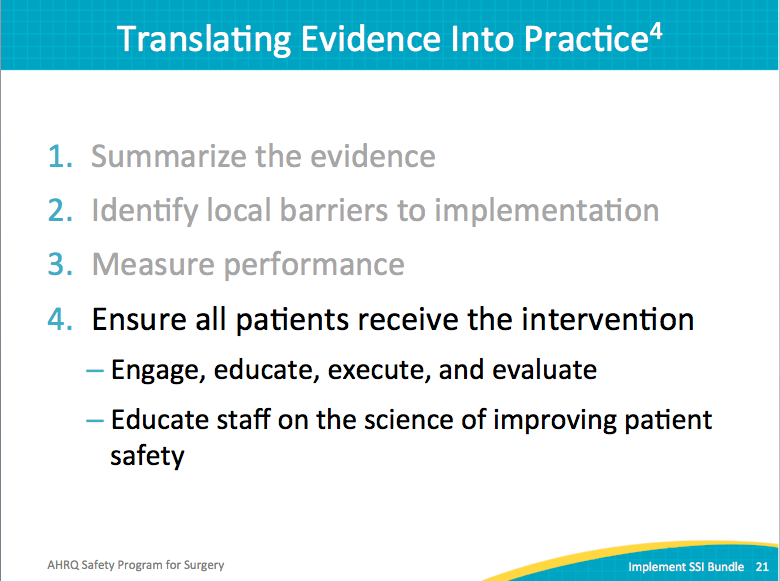 Translating Evidence Into Practice⁴
1. Summarize the evidence
2. Identify local barriers to implementation
3. Measure performance
4. Ensure all patients receive the intervention
– Engage, educate, execute, and evaluate
– Educate staff on the science of improving patient
safety
AHRQ Safety Program for Surgery
Implement SSI Bundle 21